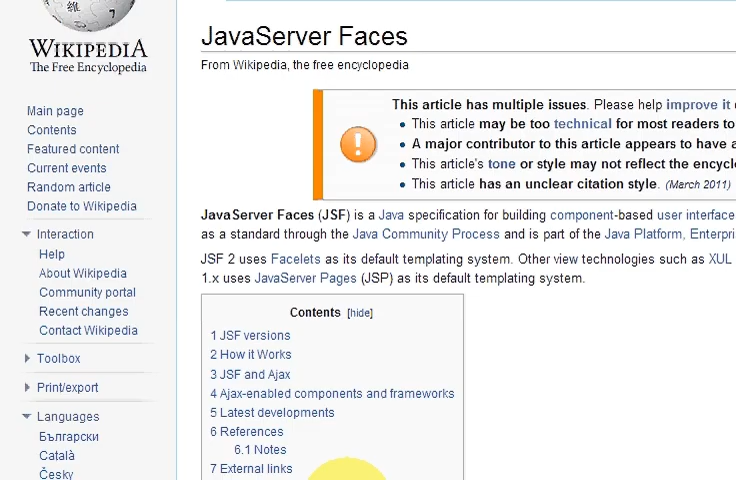 WIKIPEDIA
The Free Encyclopedia
Main page
Contents
Featured content
Current events
Random article
Donate to Wikipedia
Interaction
Help
About Wikipedia
Community portal
Recent changes
Contact Wikipedia
Toolbox
Print/export
Languages
Български
Català
Česky
JavaServer Faces
From Wikipedia, the free encyclopedia
This article has multiple issues. Please help improve it
This article may be too technical for most readers to
A major contributor to this article appears to have a
This article's tone or style may not reflect the encycl
This article has an unclear citation style. (March 2011)
JavaServer Faces (JSF) is a Java specification for building component-based user interface
as a standard through the Java Community Process and is part of the Java Platform, Enterpri
JSF 2 uses Facelets as its default templating system. Other view technologies such as XUL
1.x uses JavaServer Pages (JSP) as its default templating system.
Contents [hide]
1 JSF versions
2 How it Works
3 JSF and Ajax
4 Ajax-enabled components and frameworks
5 Latest developments
6 References
6.1 Notes
7 External links